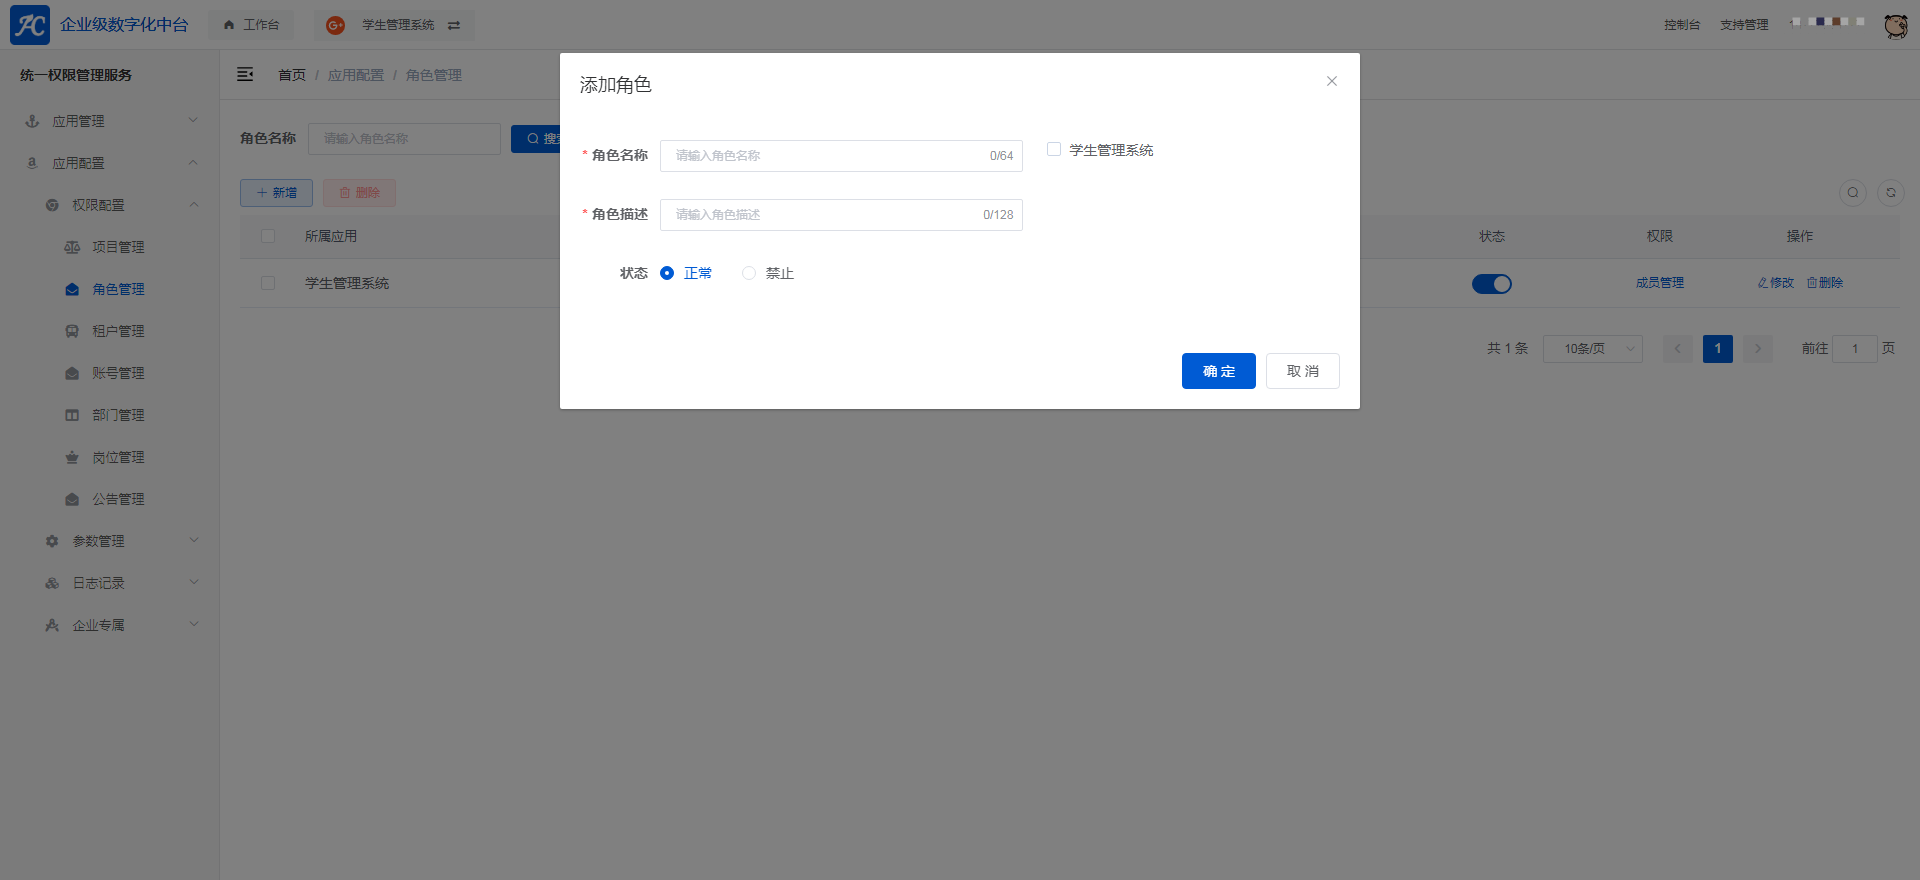 企业级数字化中台
工作台
学生管理系统
控制台
支持管理
统一权限管理服务
应用管理
应用配置
权限配置
项目管理
角色管理
租户管理
账号管理
部门管理
岗位管理
公告管理
参数管理
日志记录
企业专属
首页 / 应用配置 / 角色管理
角色名称
请输入角色名称
新增
删除
所属应用
状态
权限
操作
学生管理系统
成员管理
修改
删除
共 1 条
10条/页
1
前往 1 页
添加角色
* 角色名称
请输入角色名称
0/64
学生管理系统
* 角色描述
请输入角色描述
0/128
状态
正常
禁止
确 定
取 消